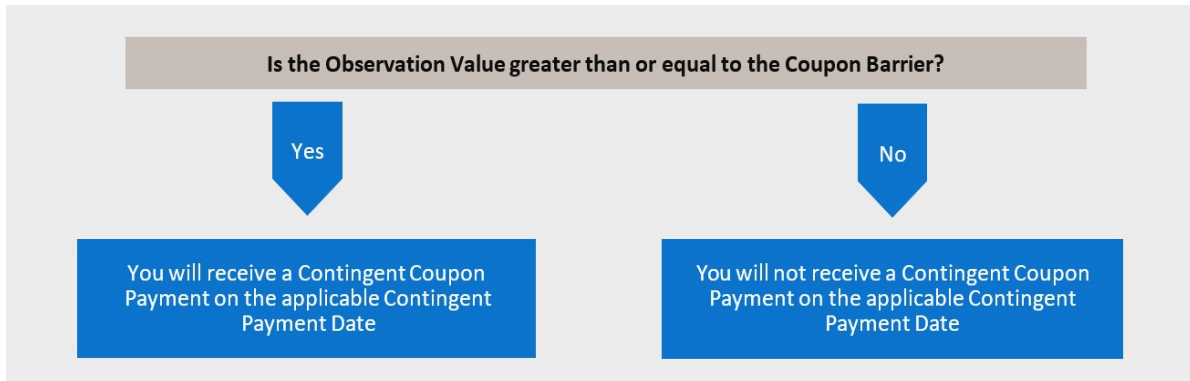 Is the Observation Value greater than or equal to the Coupon Barrier?
Yes
No
You will receive a Contingent Coupon
Payment on the applicable Contingent
Payment Date
You will not receive a Contingent Coupon
Payment on the applicable Contingent
Payment Date